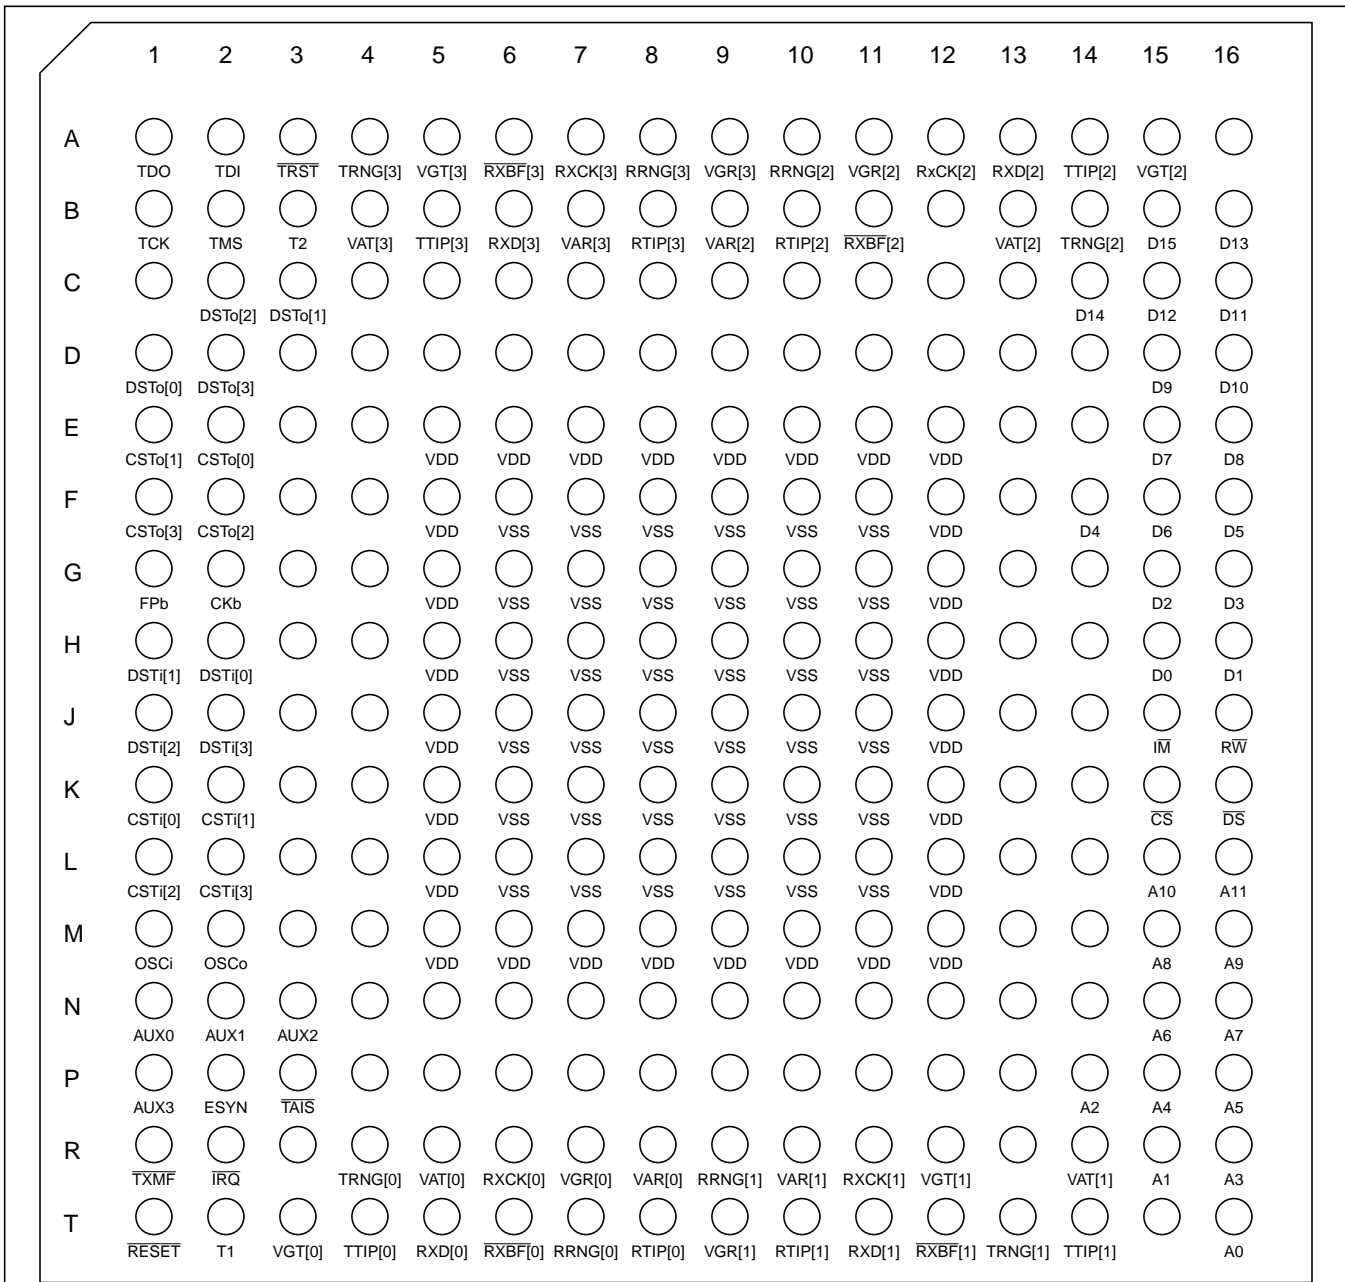 1 2 3 4 5 6 7 8 9 10 11 12 13 14 15 16
A
TDO TDI TRST TRNG[3] VGT[3] RXBF[3] RXCK[3] RRNG[3] VGR[3] RRNG[2] VGR[2] RxCK[2] RXD[2] TTIP[2] VGT[2]
B
TCK TMS T2 VAT[3] TTIP[3] RXD[3] VAR[3] RTIP[3] VAR[2] RTIP[2] RXBF[2] VAT[2] TRNG[2] D15 D13
C
DSTo[2] DSTo[1] D14 D12 D11
D
DSTo[0] DSTo[3] D9 D10
E
CSTo[1] CSTo[0] VDD VDD VDD VDD VDD VDD VDD VDD D7 D8
F
CSTo[3] CSTo[2] VDD VSS VSS VSS VSS VSS VSS VDD D4 D6 D5
G
FPb CKb VDD VSS VSS VSS VSS VSS VSS VDD D2 D3
H
DSTi[1] DSTi[0] VDD VSS VSS VSS VSS VSS VSS VDD D0 D1
J
DSTi[2] DSTi[3] VDD VSS VSS VSS VSS VSS VSS VDD IM RW
K
CSTi[0] CSTi[1] VDD VSS VSS VSS VSS VSS VSS VDD CS DS
L
CSTi[2] CSTi[3] VDD VSS VSS VSS VSS VSS VSS VDD A10 A11
M
OSCi OSCo VDD VDD VDD VDD VDD VDD VDD VDD A8 A9
N
AUX0 AUX1 AUX2 A6 A7
P
AUX3 ESYN TAIS A2 A4 A5
R
TXMF IRQ TRNG[0] VAT[0] RXCK[0] VGR[0] VAR[0] RRNG[1] VAR[1] RXCK[1] VGT[1] VAT[1] A1 A3
T
RESET T1 VGT[0] TTIP[0] RXD[0] RXBF[0] RRNG[0] RTIP[0] VGR[1] RTIP[1] RXD[1] RXBF[1] TRNG[1] TTIP[1] A0